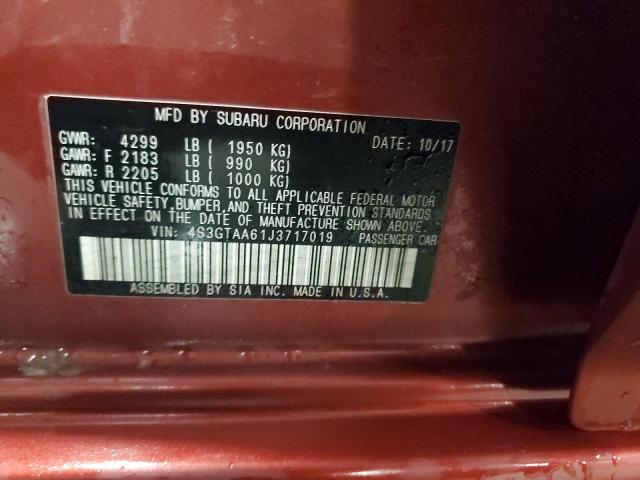 MFD BY SUBARU CORPORATION
GVWR: 4299 LB ( 1950 KG) DATE: 10/17
GAWR: F 2183 LB ( 990 KG)
GAWR: R 2205 LB ( 1000 KG)
THIS VEHICLE CONFORMS TO ALL APPLICABLE FEDERAL MOTOR
VEHICLE SAFETY, BUMPER, AND THEFT PREVENTION STANDARDS
IN EFFECT ON THE DATE OF MANUFACTURE SHOWN ABOVE.
VIN: 4S3GTAA61J3717019 PASSENGER CAR
ASSEMBLED BY SIA INC. MADE IN U.S.A.